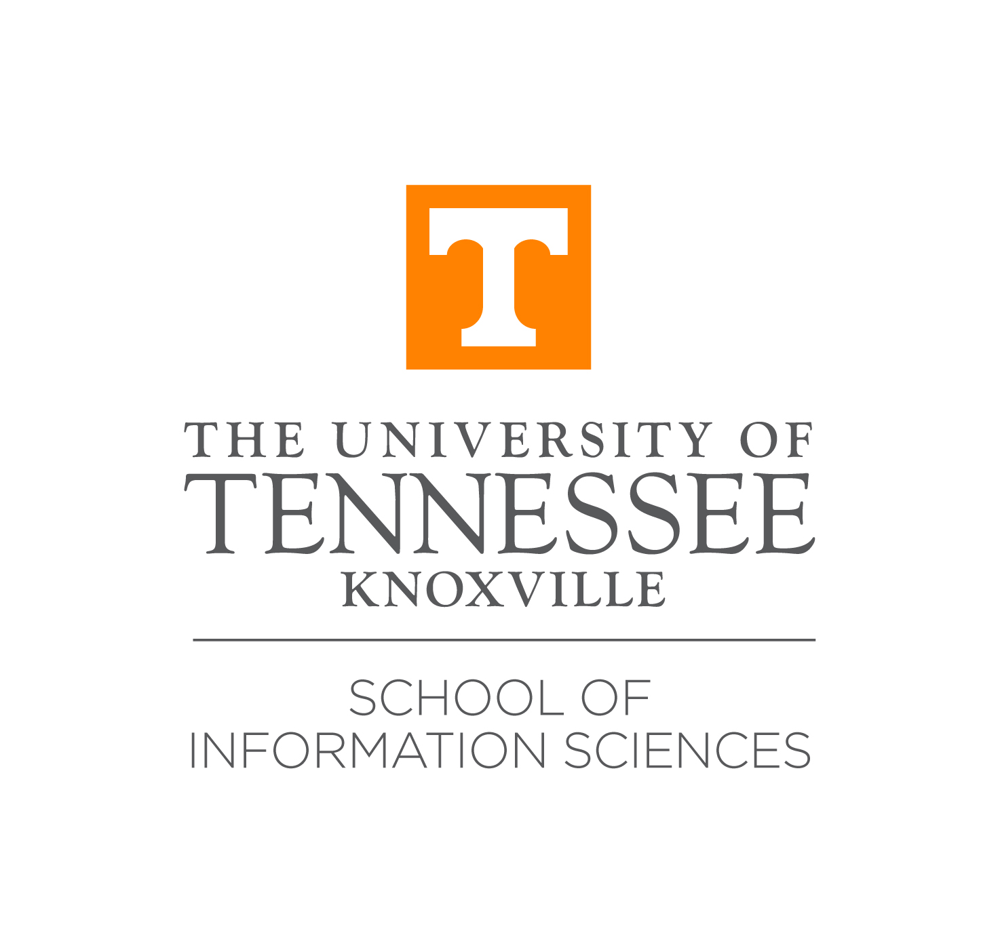 T
THE UNIVERSITY OF
TENNESSEE
KNOXVILLE
SCHOOL OF
INFORMATION SCIENCES